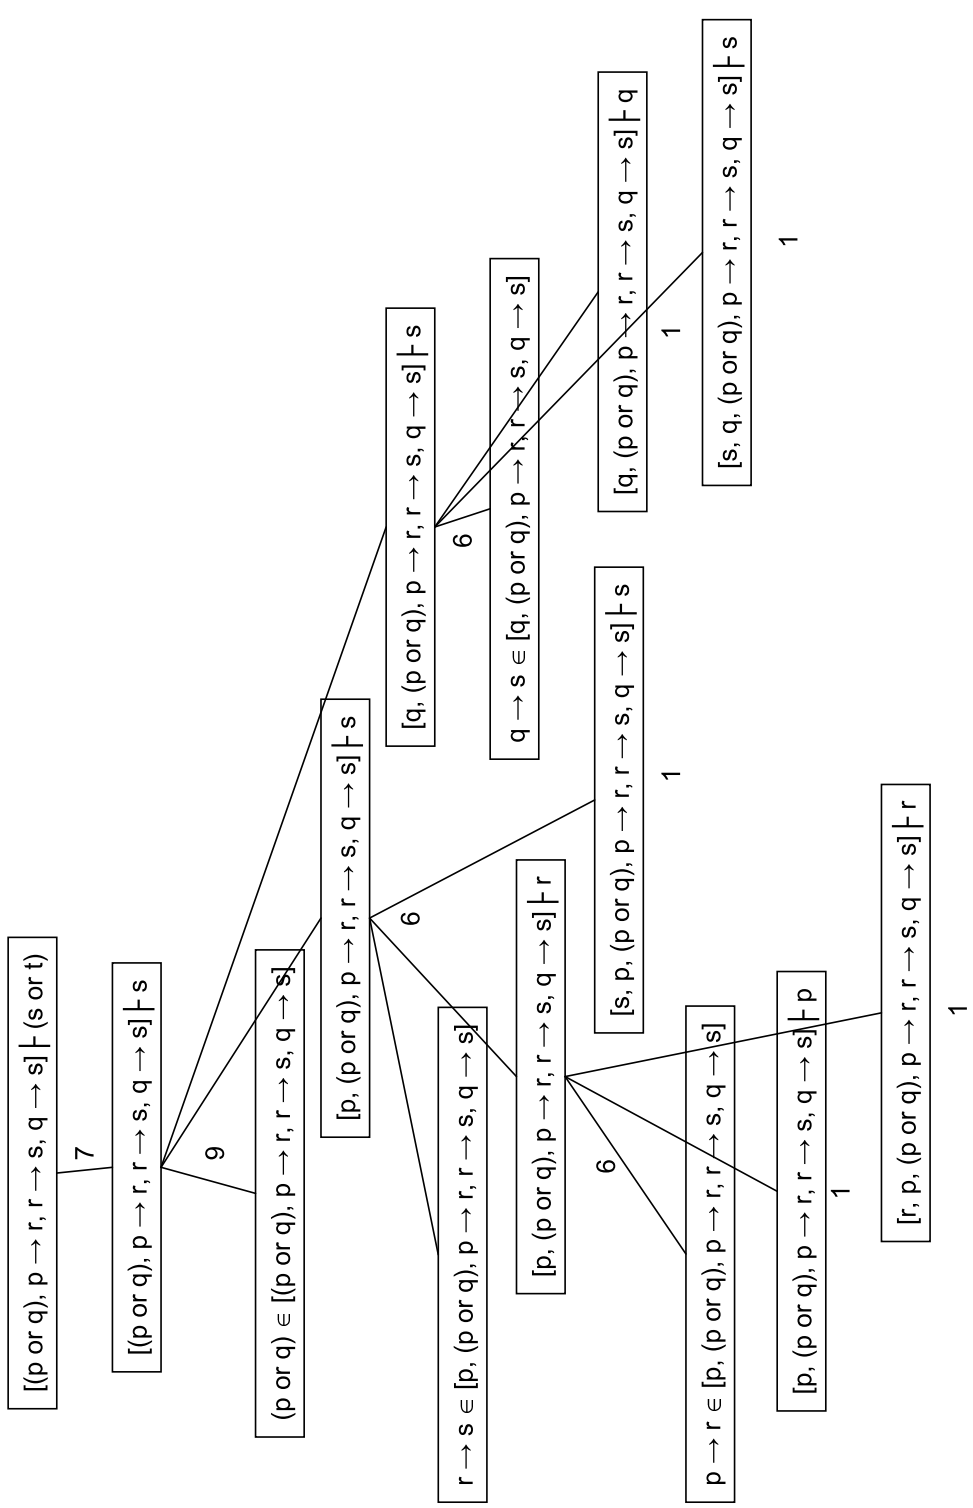 [(p or q), p → r, r → s, q → s] ⊢ (s or t)
7
[(p or q), p → r, r → s, q → s] ⊢ s
9
(p or q) ∈ [(p or q), p → r, r → s, q → s]
[p, (p or q), p → r, r → s, q → s] ⊢ s
6
[q, (p or q), p → r, r → s, q → s] ⊢ s
6
r → s ∈ [p, (p or q), p → r, r → s, q → s]
q → s ∈ [q, (p or q), p → r, r → s, q → s]
[p, (p or q), p → r, r → s, q → s] ⊢ r
6
[s, p, (p or q), p → r, r → s, q → s] ⊢ s
1
[q, (p or q), p → r, r → s, q → s] ⊢ q
1
p → r ∈ [p, (p or q), p → r, r → s, q → s]
[s, q, (p or q), p → r, r → s, q → s] ⊢ s
1
[p, (p or q), p → r, r → s, q → s] ⊢ p
1
[r, p, (p or q), p → r, r → s, q → s] ⊢ r
1